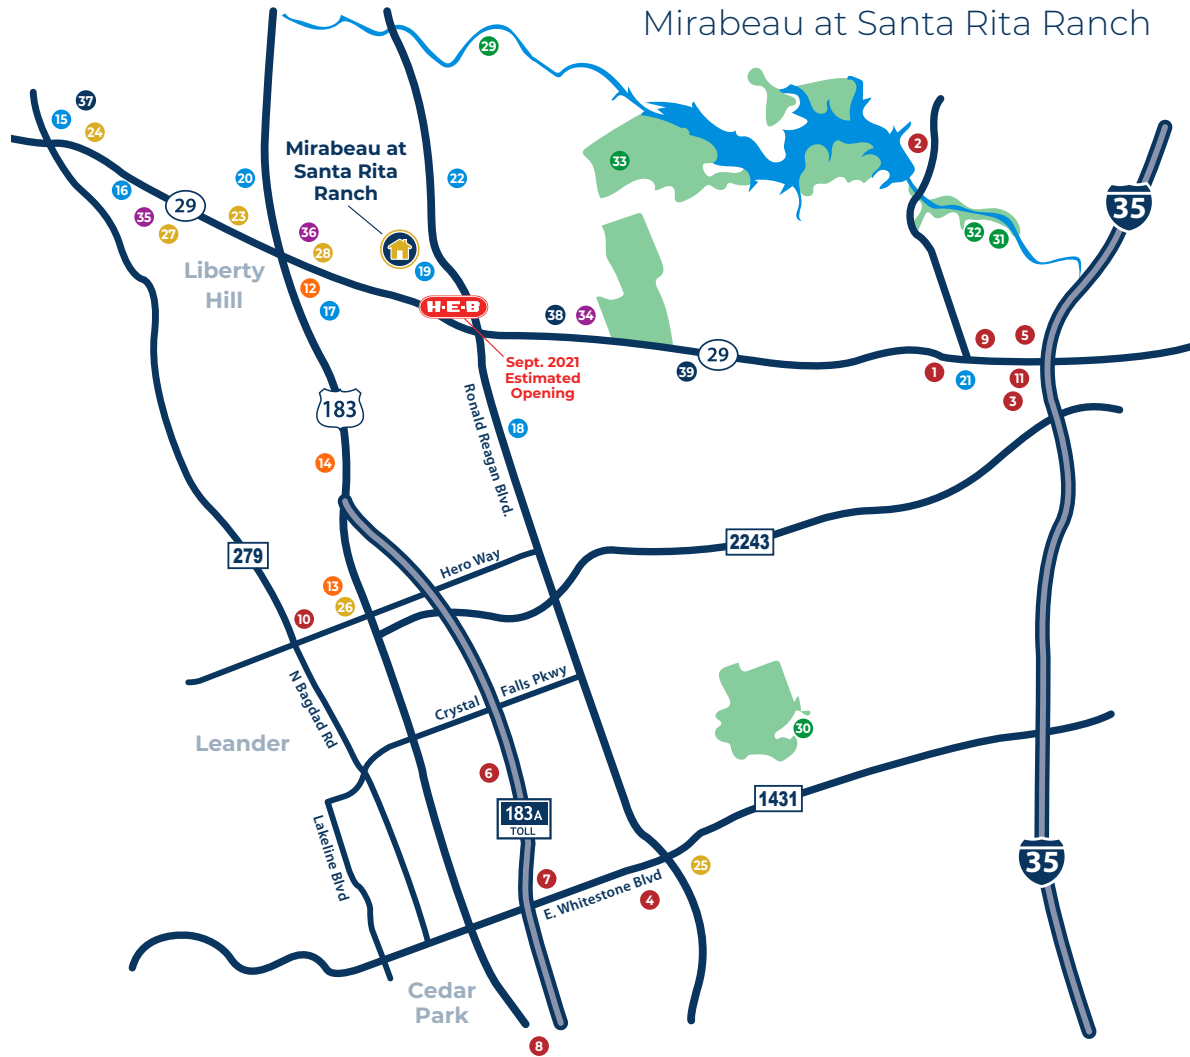 Mirabeau at Santa Rita Ranch
29
37
15
24
2
Mirabeau at
Santa Rita
Ranch
33
20
22
16
35
27
29
23
35
36
28
32
31
Liberty
Hill
19
12
17
H-E-B
38
34
Sept. 2021
Estimated
Opening
29
39
9
5
1
21
11
3
183
Ronald Reagan Blvd.
18
14
279
2243
Hero Way
13
26
10
N Bagdad Rd
Crystal
Falls Pkwy
Leander
30
6
183A
TOLL
1431
Lakeline Blvd
35
25
7
E. Whitestone Blvd
4
Cedar
Park
8